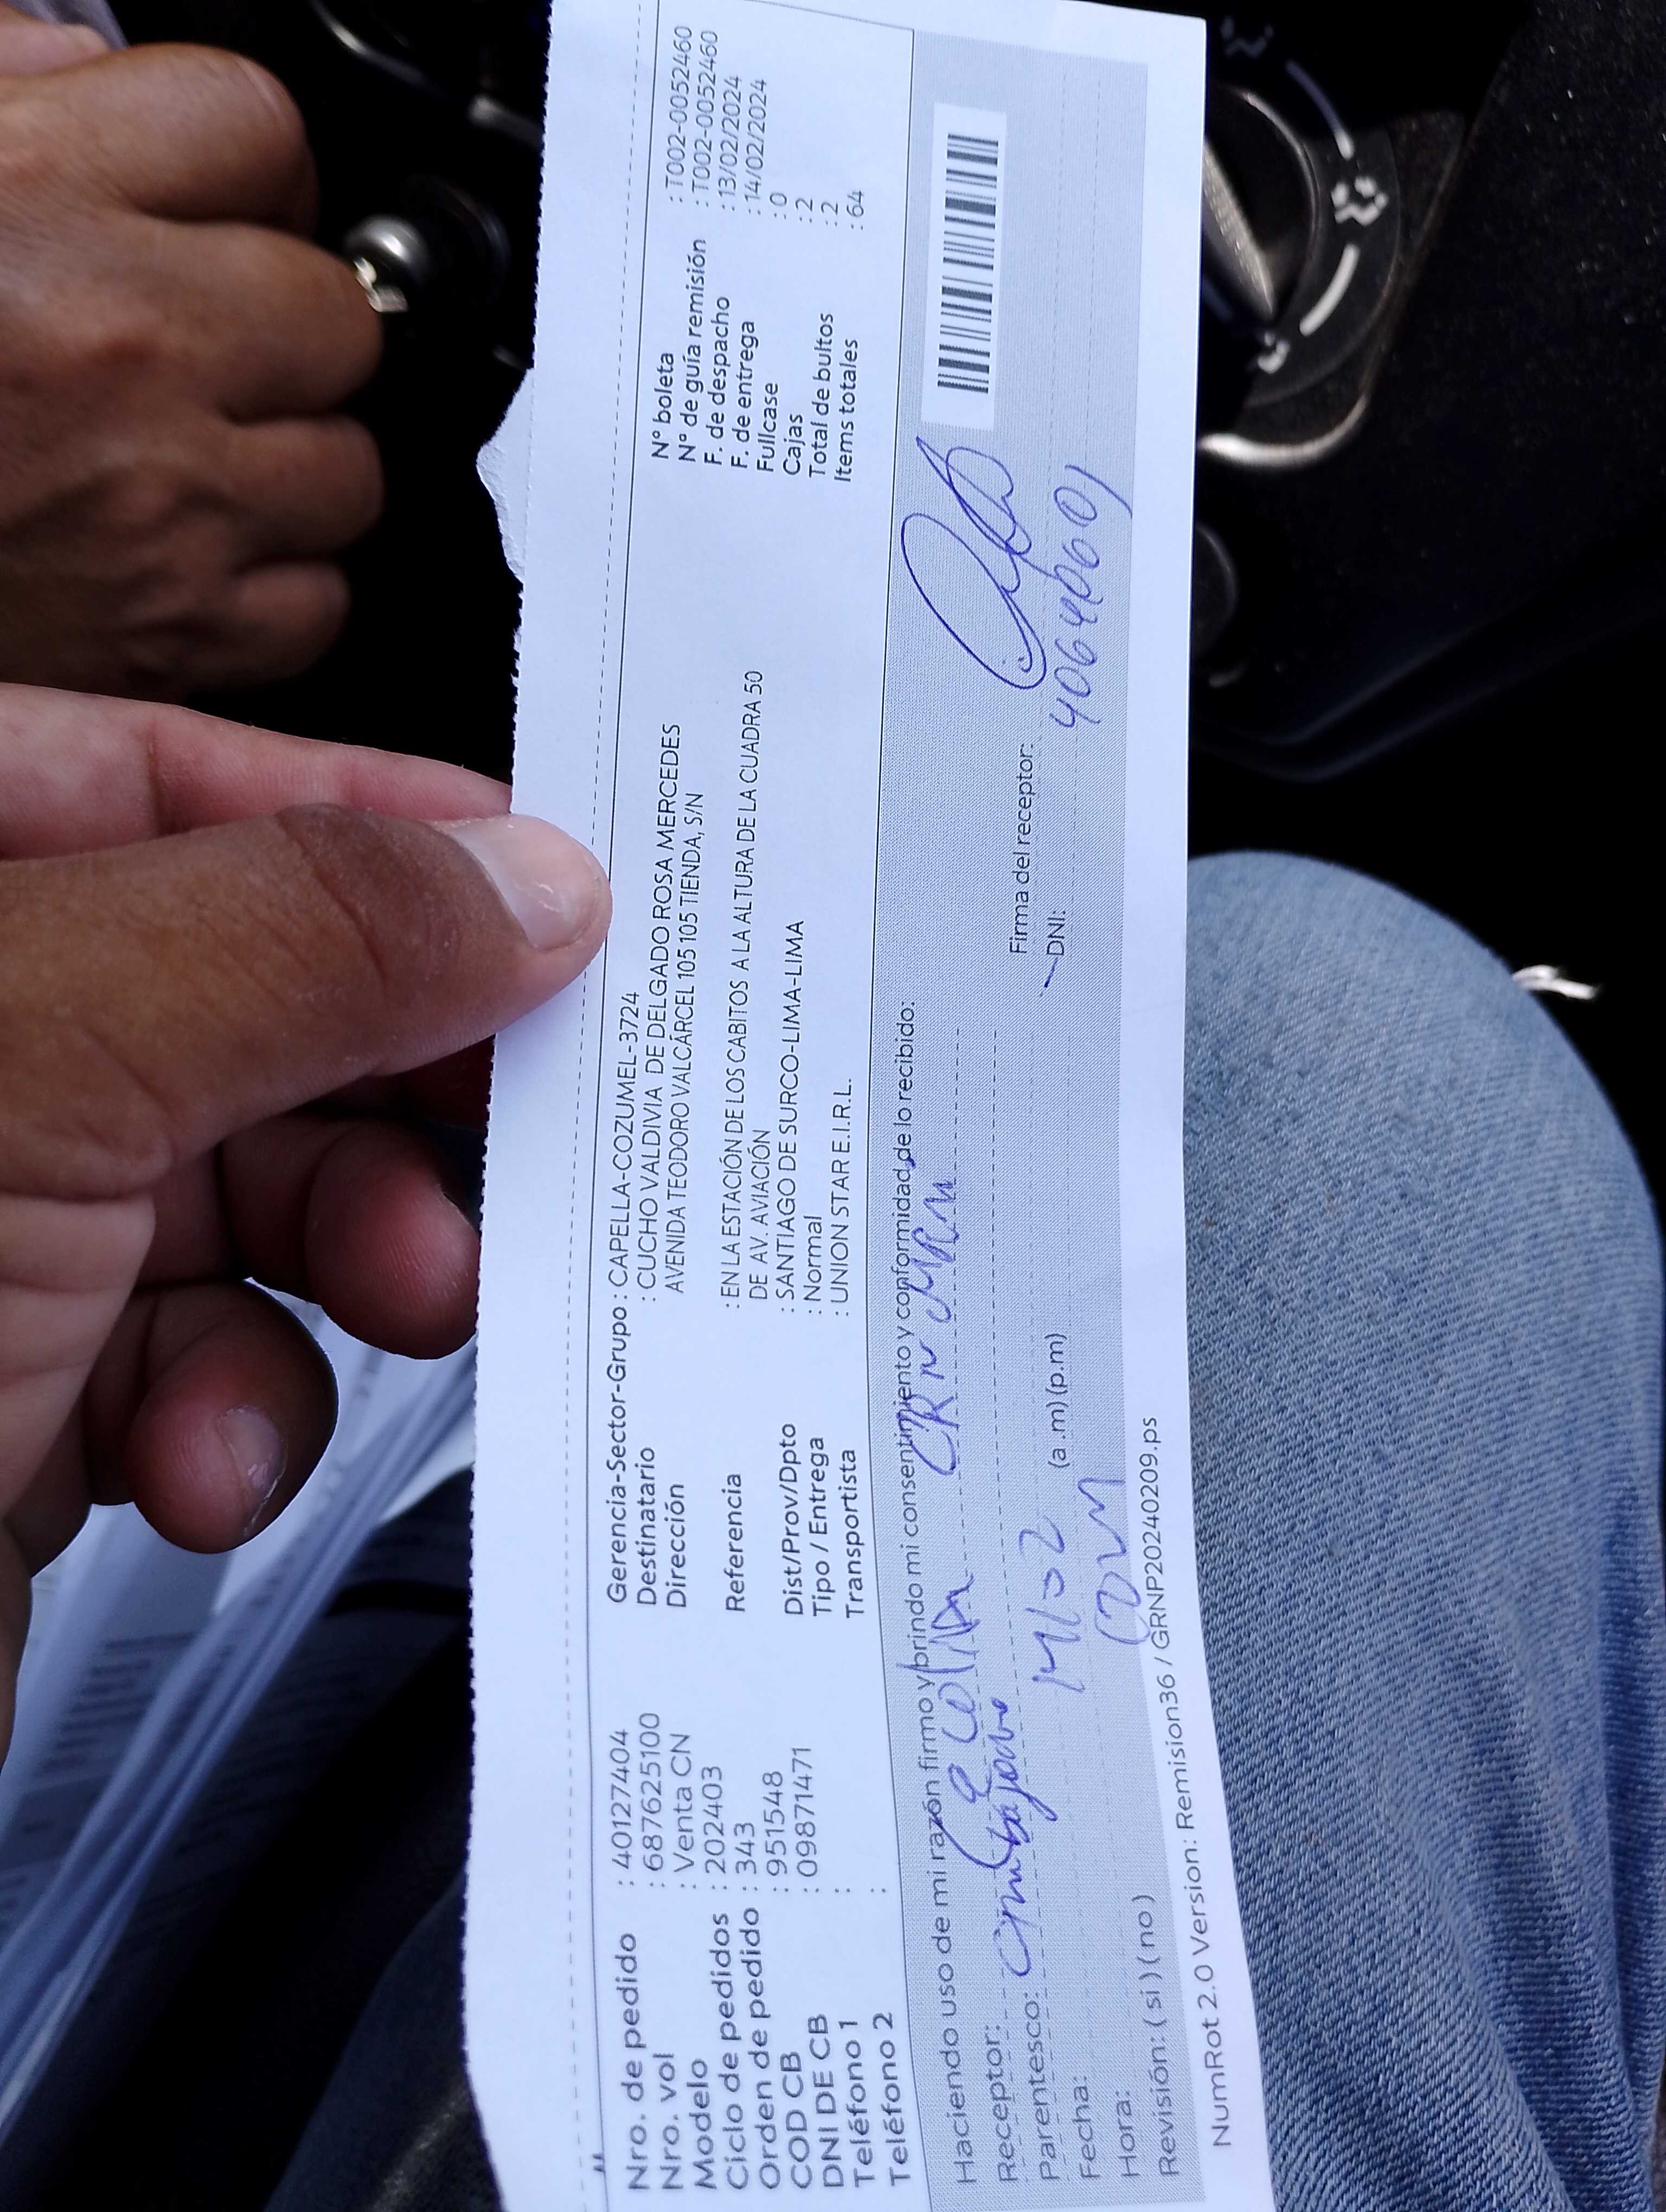 Nro. de pedido : 40127404
Nro. vol : 687625100
Modelo : Venta CN
Ciclo de pedidos : 202403
Orden de pedido : 343
COD CB : 951548
DNI DE CB : 09871471
Teléfono 1 :
Teléfono 2 :
Gerencia-Sector-Grupo : CAPELLA-COZUMEL-3724
Destinatario : CUCHO VALDIVIA DE DELGADO ROSA MERCEDES
Dirección AVENIDA TEODORO VALCÁRCEL 105 105 TIENDA, S/N
Referencia : EN LA ESTACIÓN DE LOS CABITOS A LA ALTURA DE LA CUADRA 50
DE AV. AVIACIÓN
Dist/Prov/Dpto : SANTIAGO DE SURCO-LIMA-LIMA
Tipo / Entrega : Normal
Transportista : UNION STAR E.I.R.L.
N° boleta : T002-0052460
N° de guía remisión : T002-0052460
F. de despacho : 13/02/2024
F. de entrega : 14/02/2024
Fullcase : 0
Cajas : 2
Total de bultos : 2
Items totales : 64
Haciendo uso de mi razón firmo y brindo mi consentimiento y conformidad de lo recibido:
Receptor:
Parentesco:
Fecha: 14/02
Hora: (a .m) (p.m)
Revisión: ( si ) ( no )
Firma del receptor:
DNI:
NumRot 2.0 Version: Remision36 / GRNP20240209.ps